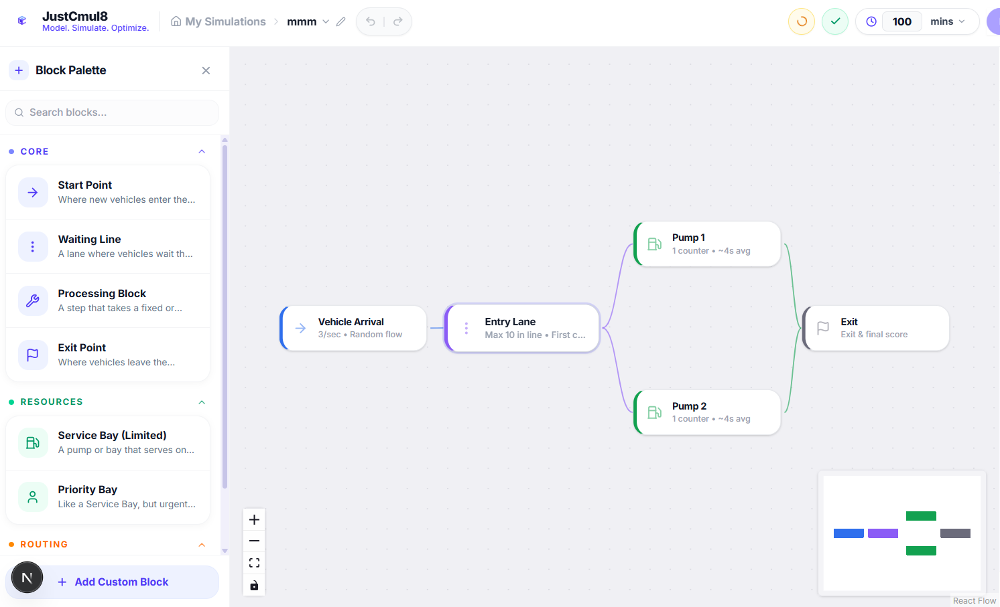 JustCmul8
Model. Simulate. Optimize.
My Simulations
mmm
100
mins
Block Palette
Search blocks...
CORE
Start Point
Where new vehicles enter the...
Waiting Line
A lane where vehicles wait th...
Processing Block
A step that takes a fixed or...
Exit Point
Where vehicles leave the...
RESOURCES
Service Bay (Limited)
A pump or bay that serves on...
Priority Bay
Like a Service Bay, but urgent...
ROUTING
N
Add Custom Block
Vehicle Arrival
3/sec • Random flow
Entry Lane
Max 10 in line • First c...
Pump 1
1 counter • ~4s avg
Pump 2
1 counter • ~4s avg
Exit
Exit & final score
React Flow